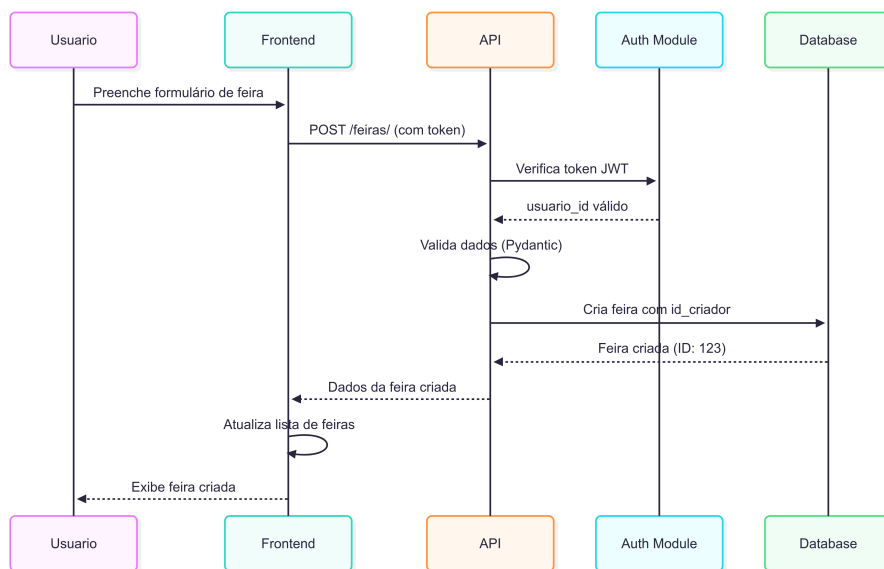 Usuario
Frontend
API
Auth Module
Database
Preenche formulário de feira
POST /feiras/ (com token)
Verifica token JWT
usuario_id válido
Valida dados (Pydantic)
Cria feira com id_criador
Feira criada (ID: 123)
Dados da feira criada
Atualiza lista de feiras
Exibe feira criada
Usuario
Frontend
API
Auth Module
Database